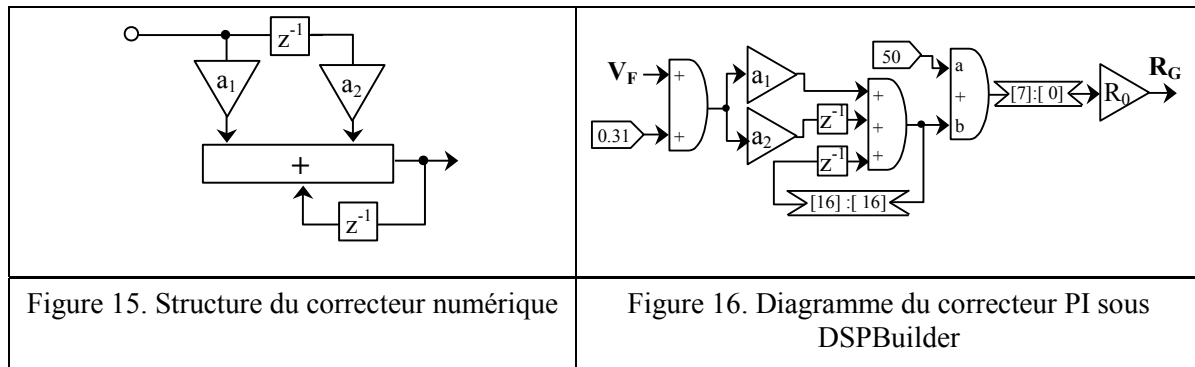 z-1
a1
a2
+
z-1
Figure 15. Structure du correcteur numérique
VF
+
0.31
+
a1
a2
z-1
z-1
+
+
+
[16] :[ 16]
50
a
+
b
[7]:[ 0]
R0
RG
Figure 16. Diagramme du correcteur PI sous
DSPBuilder